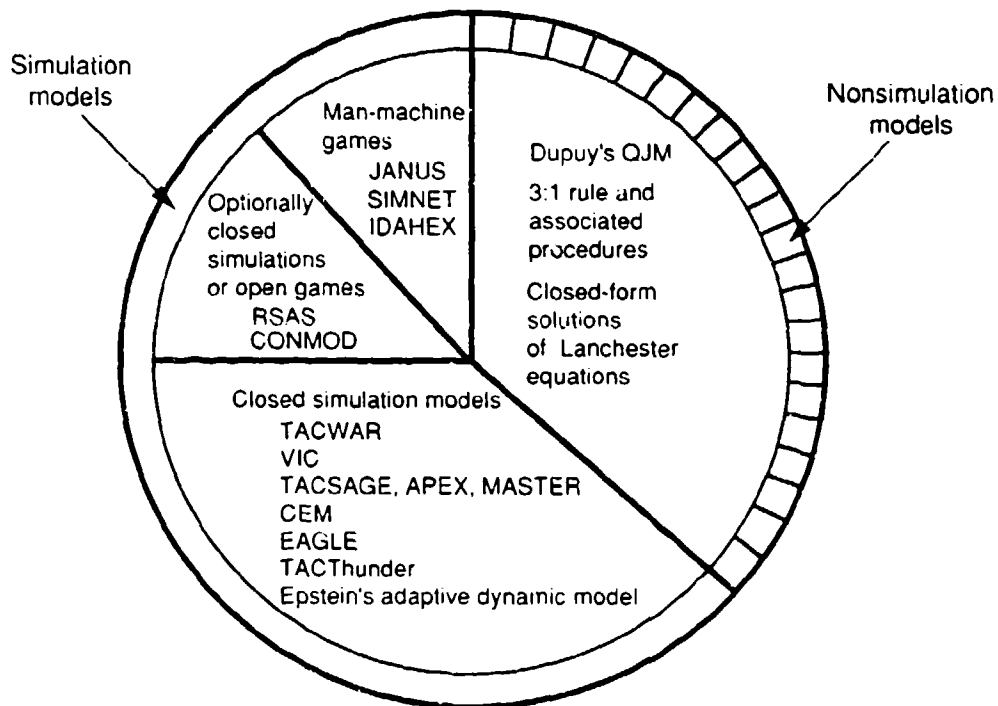 Simulation
models
Nonsimulation
models
Man-machine
games
JANUS
SIMNET
IDAHEX
Optionally
closed
simulations
or open games
RSAS
CONMOD
Dupuy's QJM
3:1 rule and
associated
procedures
Closed-form
solutions
of Lanchester
equations
Closed simulation models
TACWAR
VIC
TACSAGE, APEX, MASTER
CEM
EAGLE
TACThunder
Epstein's adaptive dynamic model